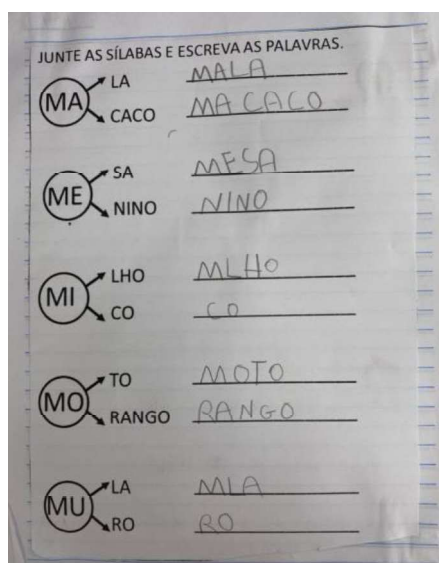 JUNTE AS SÍLABAS E ESCREVA AS PALAVRAS.
MA LA MALA
CACO MACACO
ME SA MESA
NINO NINO
MI LHO MLHO
CO CO
MO TO MOTO
RANGO RANGO
MU LA MLA
RO RO